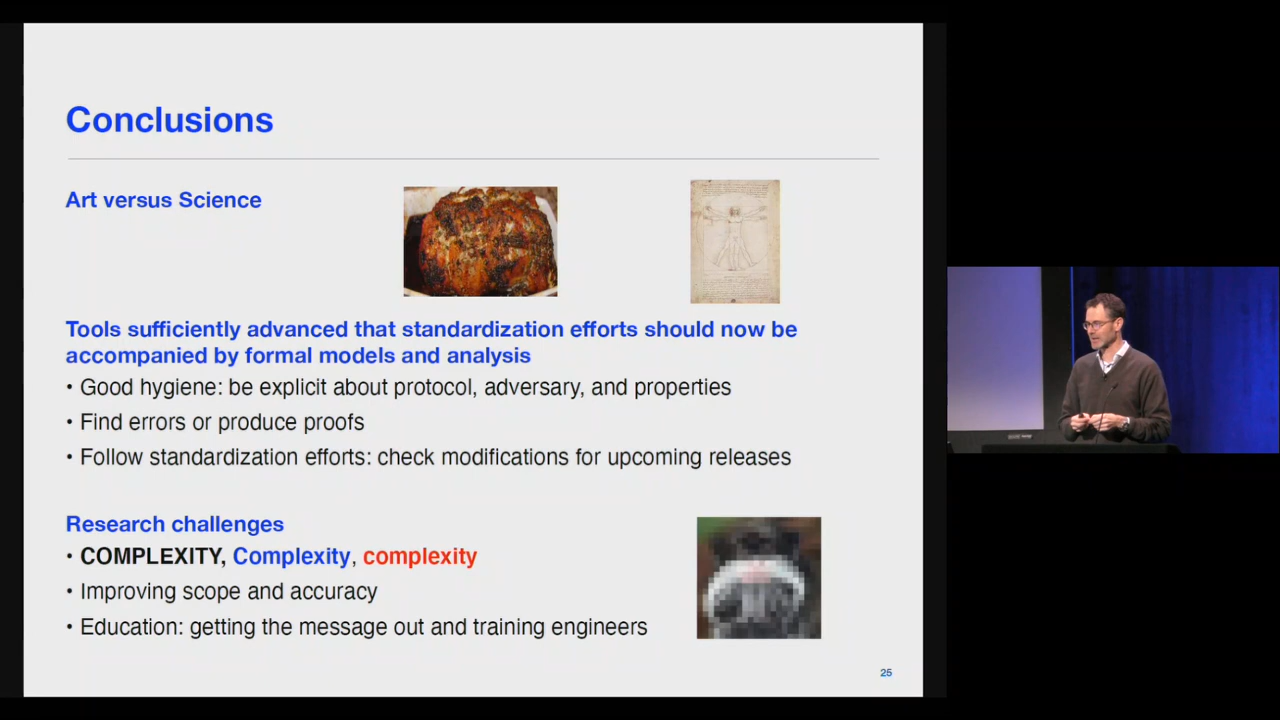 Conclusions
Art versus Science
Tools sufficiently advanced that standardization efforts should now be
accompanied by formal models and analysis
• Good hygiene: be explicit about protocol, adversary, and properties
• Find errors or produce proofs
• Follow standardization efforts: check modifications for upcoming releases
Research challenges
• COMPLEXITY, Complexity, complexity
• Improving scope and accuracy
• Education: getting the message out and training engineers
25